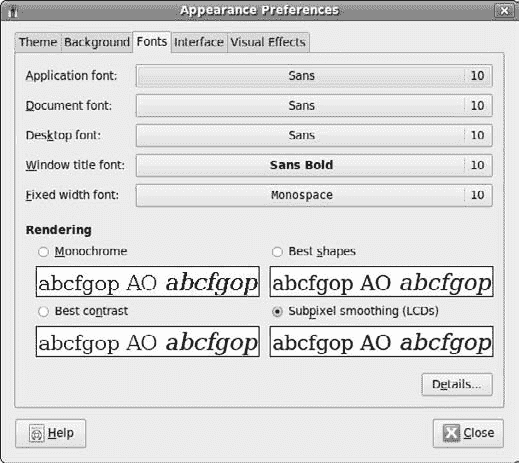 Appearance Preferences
Theme Background Fonts Interface Visual Effects
Application font: Sans 10
Document font: Sans 10
Desktop font: Sans 10
Window title font: Sans Bold 10
Fixed width font: Monospace 10
Rendering
Monochrome Best shapes
abcfgop AO abcfgop abcfgop AO abcfgop
Best contrast Subpixel smoothing (LCDs)
abcfgop AO abcfgop abcfgop AO abcfgop
Details...
Help Close